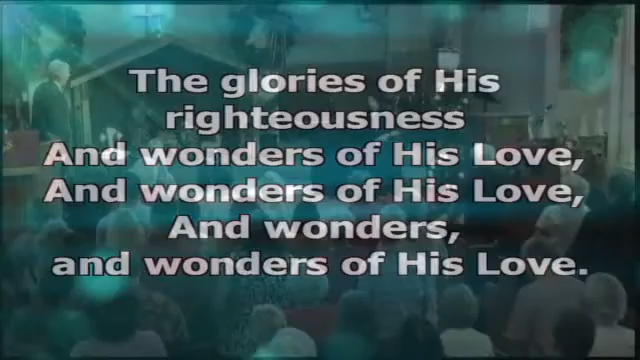 The glories of His
righteousness
And wonders of His Love,
And wonders of His Love,
And wonders,
and wonders of His Love.